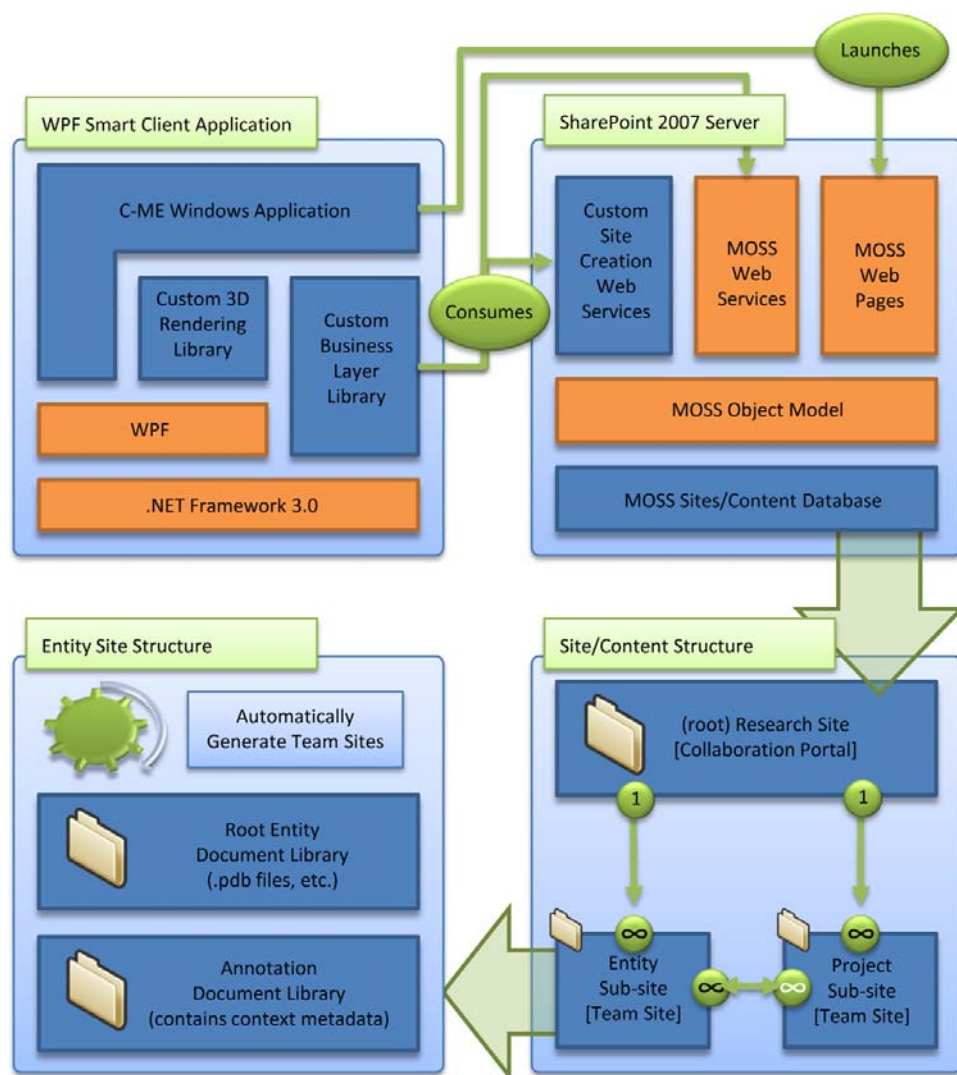 Launches
WPF Smart Client Application
SharePoint 2007 Server
C-ME Windows Application
Custom 3D
Rendering
Library
Custom
Business
Layer
Library
WPF
.NET Framework 3.0
Consumes
Custom
Site
Creation
Web
Services
MOSS
Web
Services
MOSS
Web
Pages
MOSS Object Model
MOSS Sites/Content Database
Entity Site Structure
Automatically
Generate Team Sites
Root Entity
Document Library
(.pdb files, etc.)
Annotation
Document Library
(contains context metadata)
Site/Content Structure
(root) Research Site
[Collaboration Portal]
1
1
∞
∞
Entity
Sub-site
[Team Site]
∞
∞
Project
Sub-site
[Team Site]